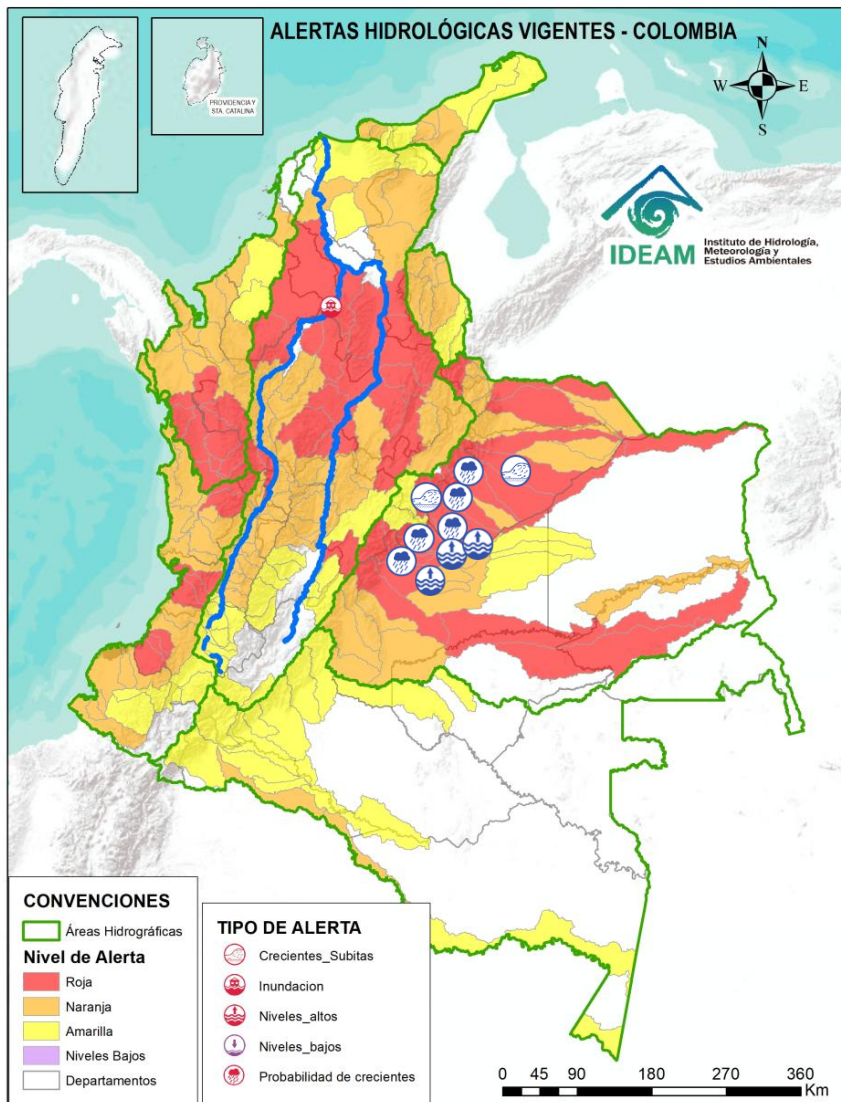 ALERTAS HIDROLÓGICAS VIGENTES - COLOMBIA
PROVIDENCIA Y
STA. CATALINA
N
W
E
S
IDEAM
Instituto de Hidrología,
Meteorología y
Estudios Ambientales
CONVENCIONES
Áreas Hidrográficas
Nivel de Alerta
Roja
Naranja
Amarilla
Niveles Bajos
Departamentos
TIPO DE ALERTA
Crecientes_Subitas
Inundacion
Niveles_altos
Niveles_bajos
Probabilidad de crecientes
0 45 90 180 270 360
Km